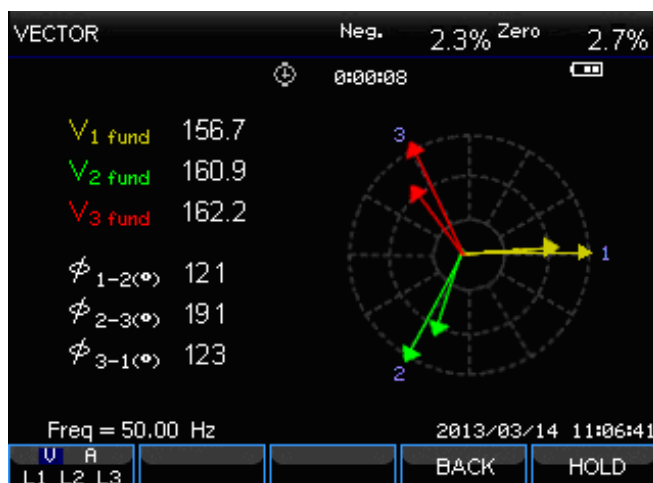 VECTOR Neg. 2.3% Zero 2.7%
0:00:08
V1 fund 156.7
V2 fund 160.9
V3 fund 162.2
ϕ1-2(°) 121
ϕ2-3(°) 191
ϕ3-1(°) 123
3
1
2
Freq = 50.00 Hz 2013/03/14 11:06:41
V A
L1 L2 L3 BACK HOLD